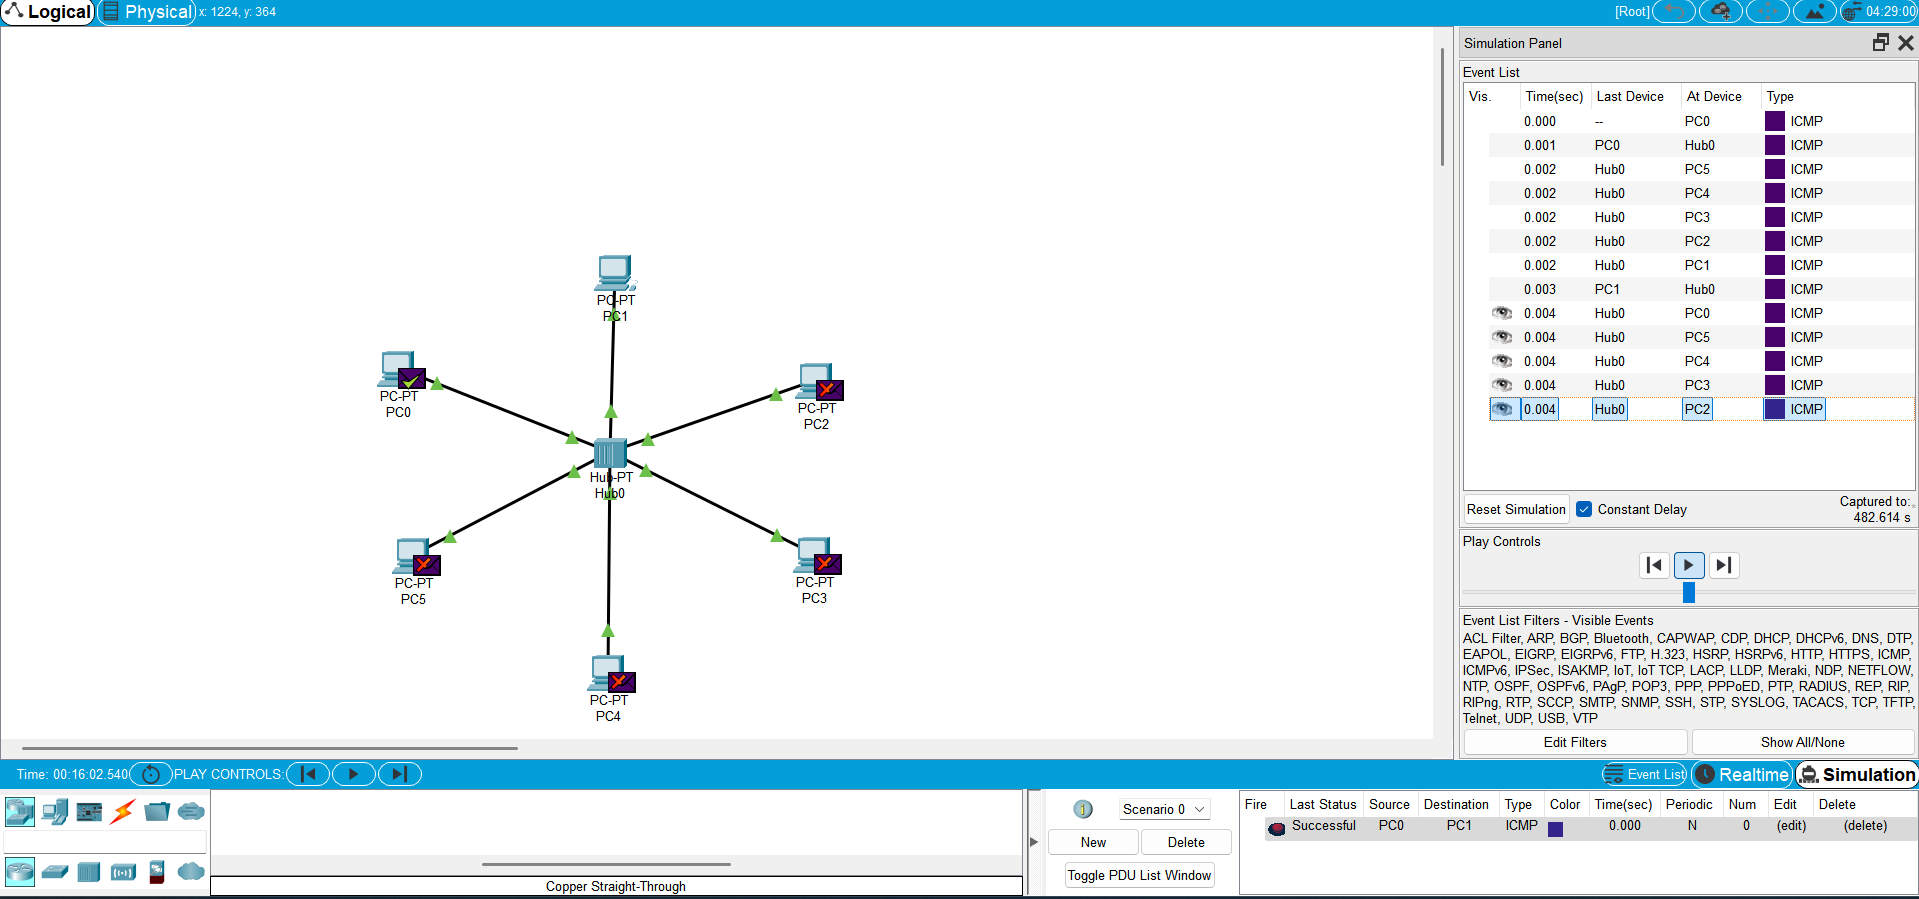 Logical Physical x: 1224, y: 364 [Root] 04:29:00
Simulation Panel
Event List
Vis. Time(sec) Last Device At Device Type
0.000 -- PC0 ICMP
0.001 PC0 Hub0 ICMP
0.002 Hub0 PC5 ICMP
0.002 Hub0 PC4 ICMP
0.002 Hub0 PC3 ICMP
0.002 Hub0 PC2 ICMP
0.002 Hub0 PC1 ICMP
0.003 PC1 Hub0 ICMP
0.004 Hub0 PC0 ICMP
0.004 Hub0 PC5 ICMP
0.004 Hub0 PC4 ICMP
0.004 Hub0 PC3 ICMP
0.004 Hub0 PC2 ICMP
Reset Simulation Constant Delay Captured to:
482.614 s
Play Controls
Event List Filters - Visible Events
ACL Filter, ARP, BGP, Bluetooth, CAPWAP, CDP, DHCP, DHCPv6, DNS, DTP,
EAPOL, EIGRP, EIGRPv6, FTP, H.323, HSRP, HSRPv6, HTTP, HTTPS, ICMP,
ICMPv6, IPSec, ISAKMP, IoT, IoT TCP, LACP, LLDP, Meraki, NDP, NETFLOW,
NTP, OSPF, OSPFv6, PAgP, POP3, PPP, PPPoED, PTP, RADIUS, REP, RIP,
RIPng, RTP, SCCP, SMTP, SNMP, SSH, STP, SYSLOG, TACACS, TCP, TFTP,
Telnet, UDP, USB, VTP
Edit Filters Show All/None
PC-PT
PC1
PC-PT
PC0
PC-PT
PC2
Hub-PT
Hub0
PC-PT
PC5
PC-PT
PC3
PC-PT
PC4
Time: 00:16:02.540 PLAY CONTROLS: Event List Realtime Simulation
Copper Straight-Through
1 Scenario 0
New Delete
Toggle PDU List Window
Fire Last Status Source Destination Type Color Time(sec) Periodic Num Edit Delete
Successful PC0 PC1 ICMP 0.000 N 0 (edit) (delete)